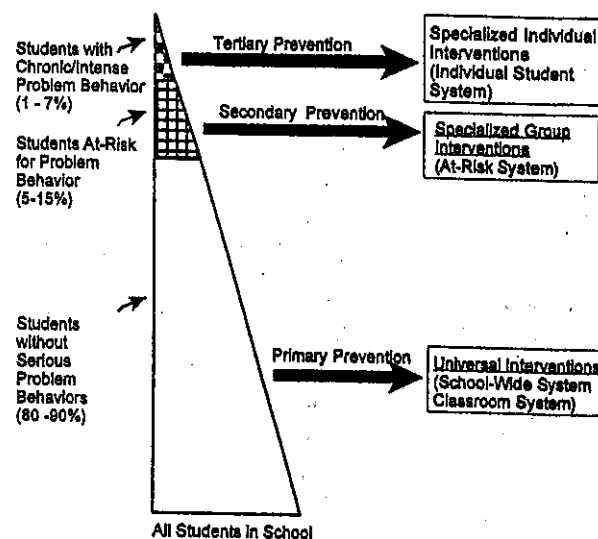 Students with
Chronic/Intense
Problem Behavior
(1 - 7%)
Tertiary Prevention
Specialized Individual
Interventions
(Individual Student
System)
Students At-Risk
for Problem
Behavior
(5-15%)
Secondary Prevention
Specialized Group
Interventions
(At-Risk System)
Students
without
Serious
Problem
Behaviors
(80 -90%)
Primary Prevention
Universal Interventions
(School-Wide System
Classroom System)
All Students in School